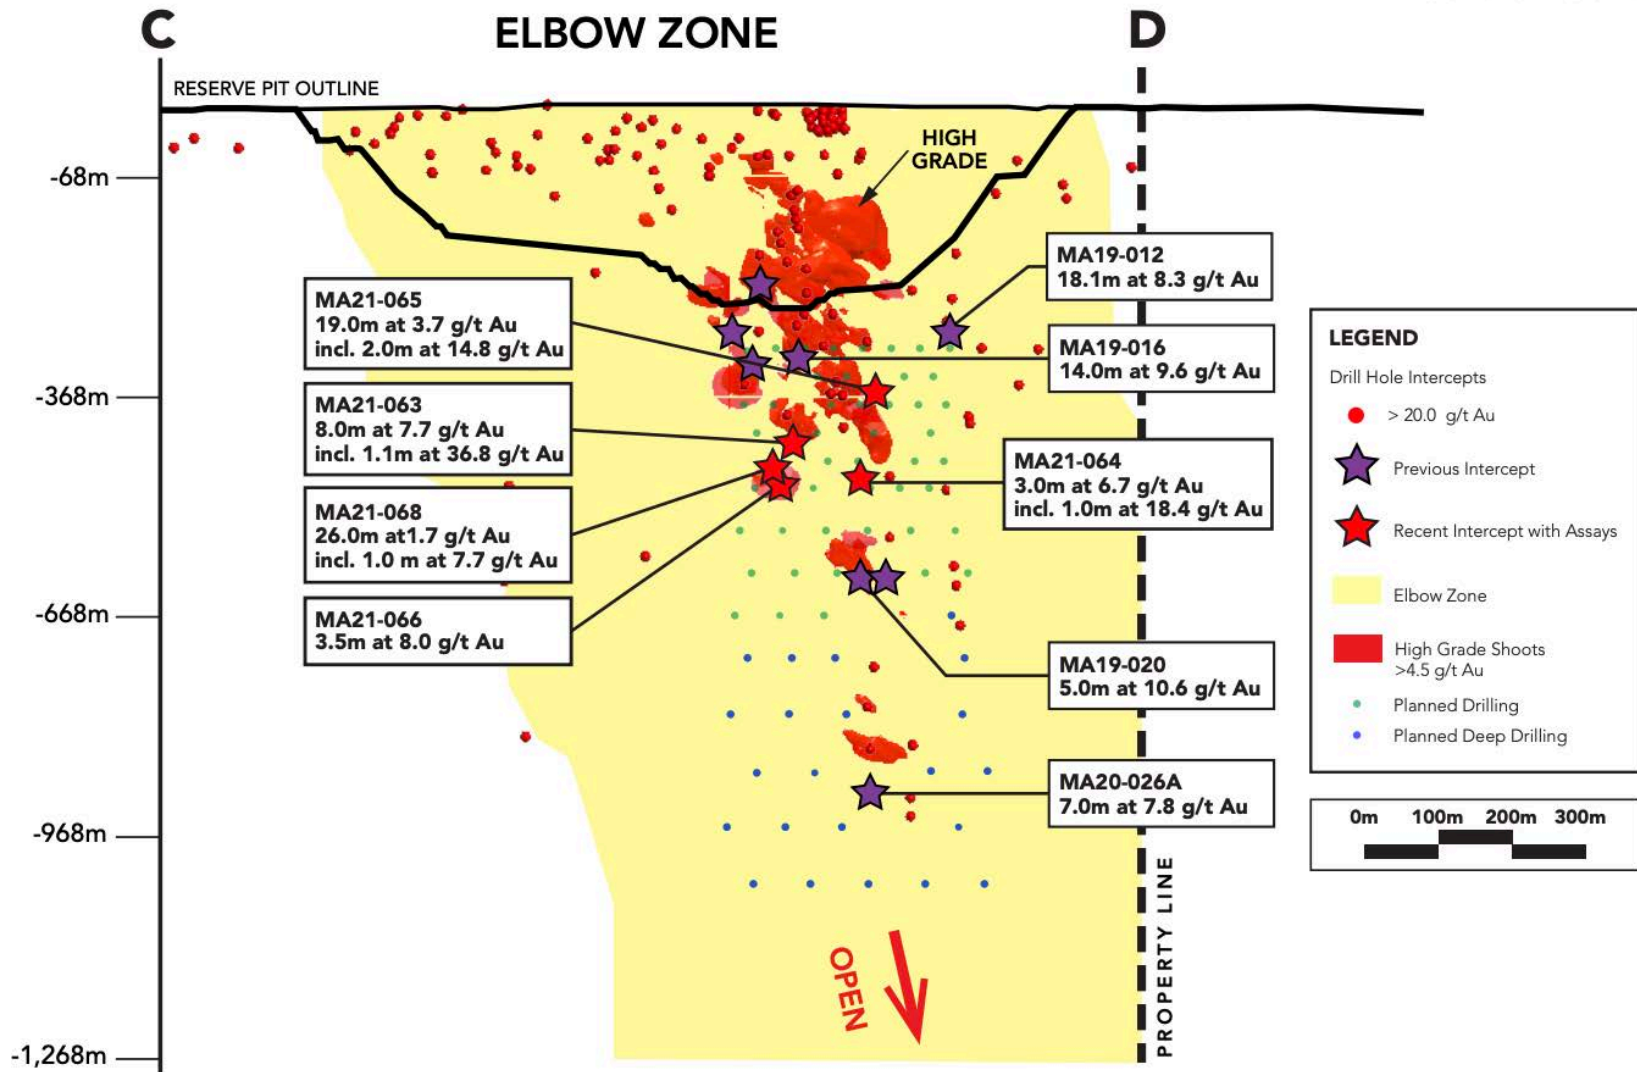 C
ELBOW ZONE
D
RESERVE PIT OUTLINE
HIGH
GRADE
-68m
-368m
-668m
-968m
-1,268m
MA21-065
19.0m at 3.7 g/t Au
incl. 2.0m at 14.8 g/t Au
MA21-063
8.0m at 7.7 g/t Au
incl. 1.1m at 36.8 g/t Au
MA21-068
26.0m at1.7 g/t Au
incl. 1.0 m at 7.7 g/t Au
MA21-066
3.5m at 8.0 g/t Au
MA19-012
18.1m at 8.3 g/t Au
MA19-016
14.0m at 9.6 g/t Au
MA21-064
3.0m at 6.7 g/t Au
incl. 1.0m at 18.4 g/t Au
MA19-020
5.0m at 10.6 g/t Au
MA20-026A
7.0m at 7.8 g/t Au
OPEN
PROPERTY LINE
LEGEND
Drill Hole Intercepts
> 20.0 g/t Au
Previous Intercept
Recent Intercept with Assays
Elbow Zone
High Grade Shoots
>4.5 g/t Au
Planned Drilling
Planned Deep Drilling
0m 100m 200m 300m